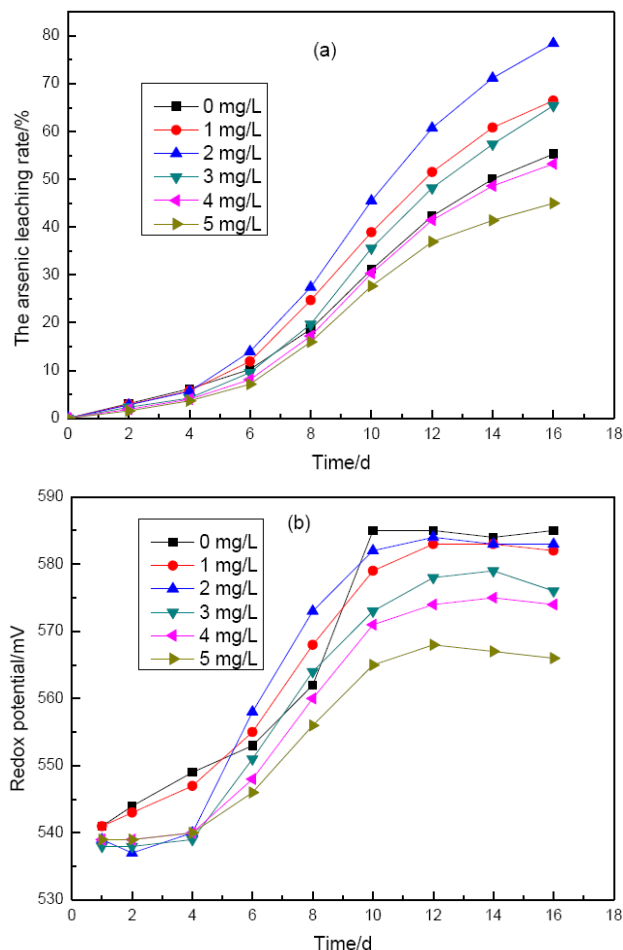 (a)
The arsenic leaching rate/%
80
70
60
50
40
30
20
10
0
0 mg/L
1 mg/L
2 mg/L
3 mg/L
4 mg/L
5 mg/L
0 2 4 6 8 10 12 14 16 18
Time/d
(b)
Redox potential/mV
590
580
570
560
550
540
530
0 mg/L
1 mg/L
2 mg/L
3 mg/L
4 mg/L
5 mg/L
0 2 4 6 8 10 12 14 16 18
Time/d